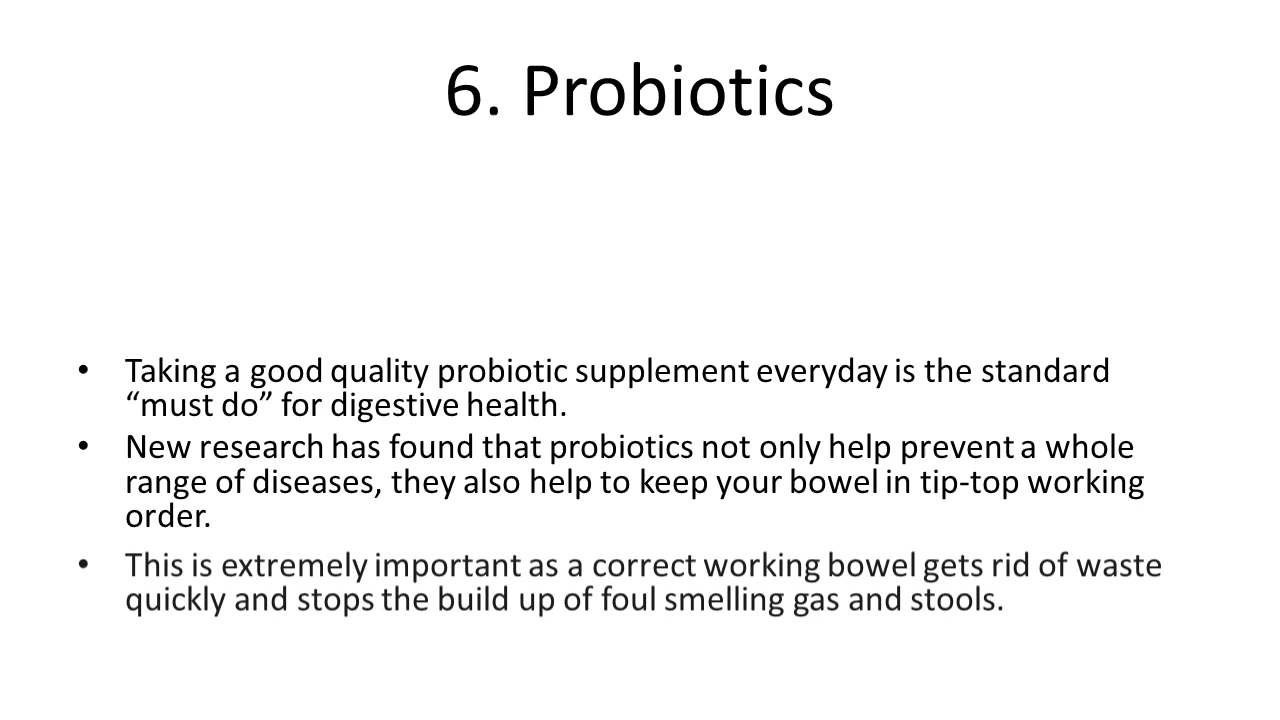 6. Probiotics
• Taking a good quality probiotic supplement everyday is the standard
“must do” for digestive health.
• New research has found that probiotics not only help prevent a whole
range of diseases, they also help to keep your bowel in tip-top working
order.
• This is extremely important as a correct working bowel gets rid of waste
quickly and stops the build up of foul smelling gas and stools.